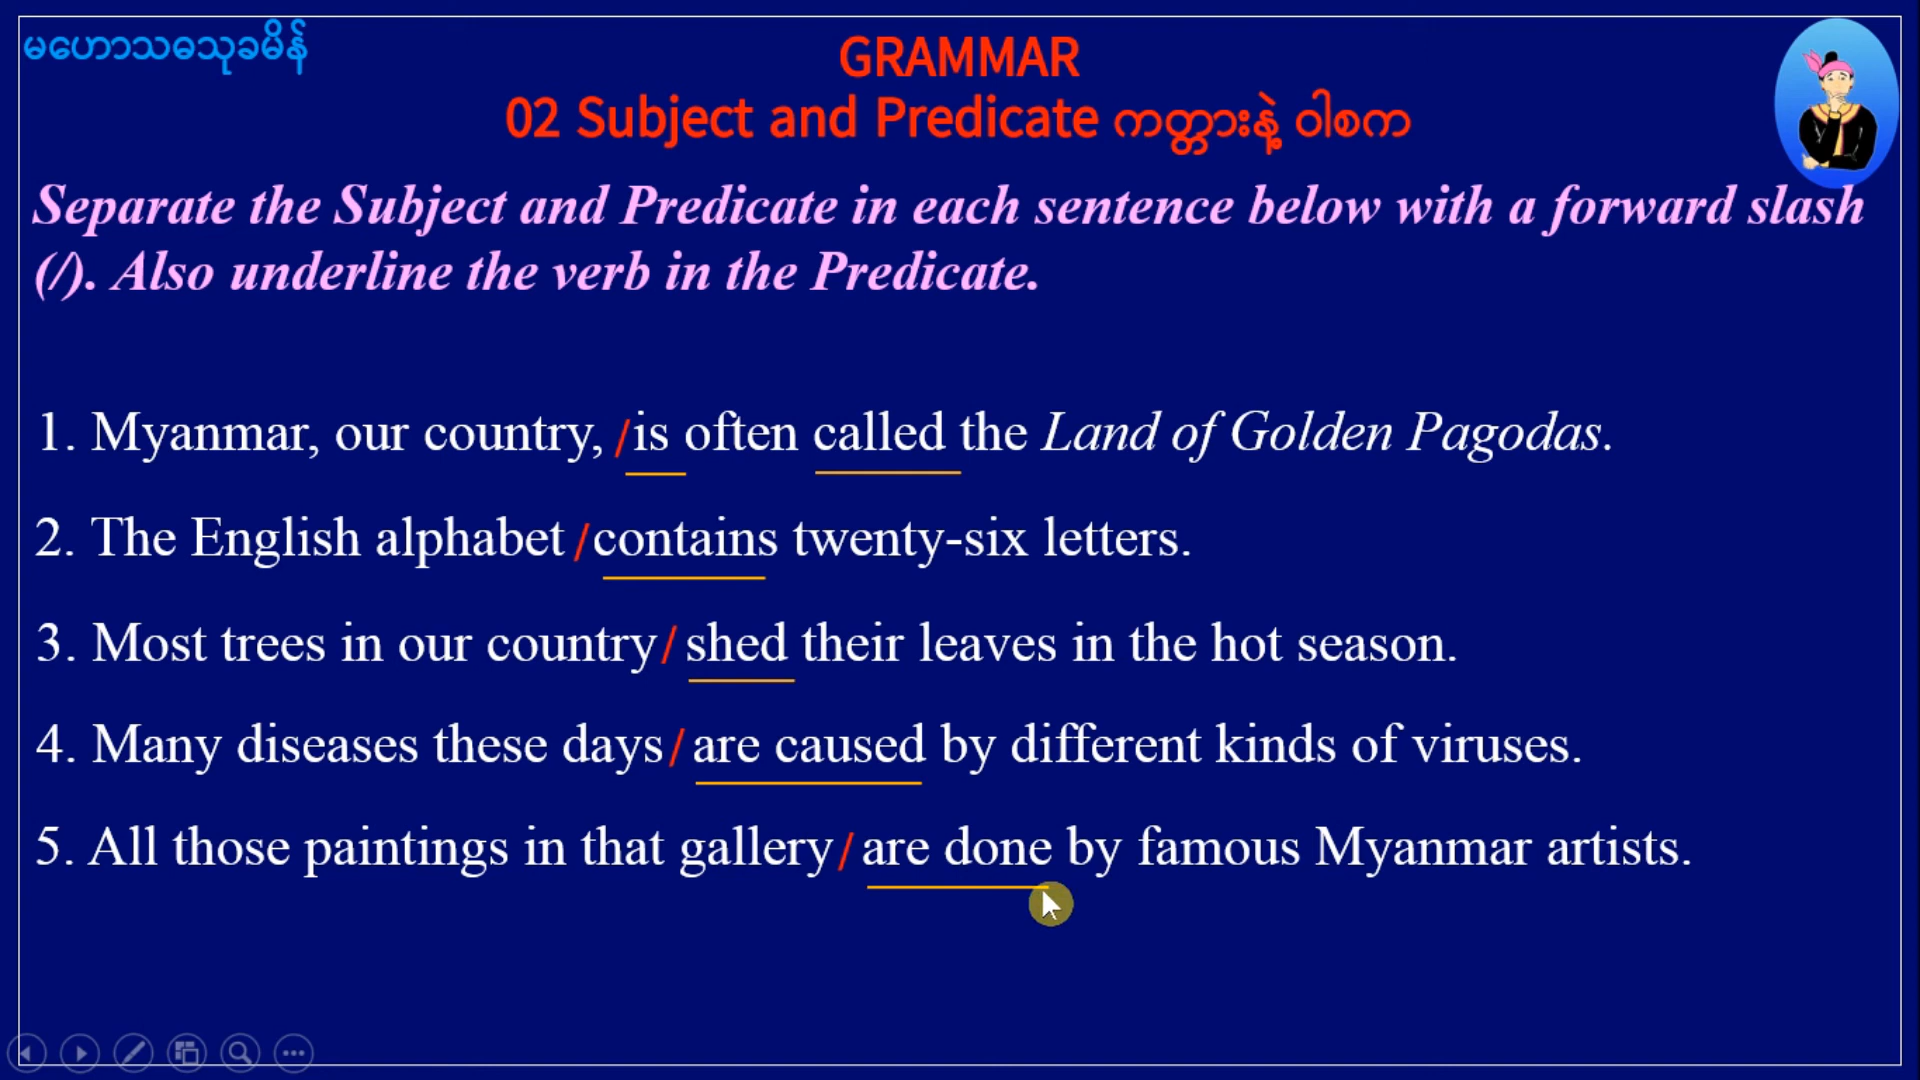 မဟောသဓသုခမိန်
GRAMMAR
02 Subject and Predicate ကတ္တားနဲ့ ဝါစက
Separate the Subject and Predicate in each sentence below with a forward slash
(/). Also underline the verb in the Predicate.
1. Myanmar, our country, /is often called the Land of Golden Pagodas.
2. The English alphabet /contains twenty-six letters.
3. Most trees in our country/ shed their leaves in the hot season.
4. Many diseases these days/ are caused by different kinds of viruses.
5. All those paintings in that gallery/ are done by famous Myanmar artists.